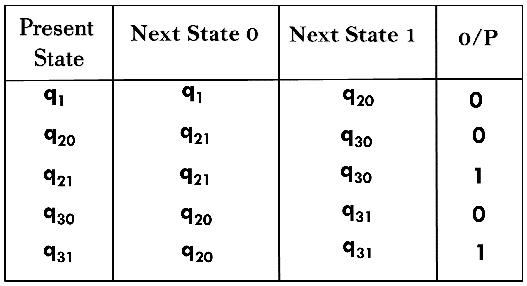 Present State Next State 0 Next State 1 0/P
q₁ q₁ q₂₀ 0
q₂₀ q₂₁ q₃₀ 0
q₂₁ q₂₁ q₃₀ 1
q₃₀ q₂₀ q₃₁ 0
q₃₁ q₂₀ q₃₁ 1